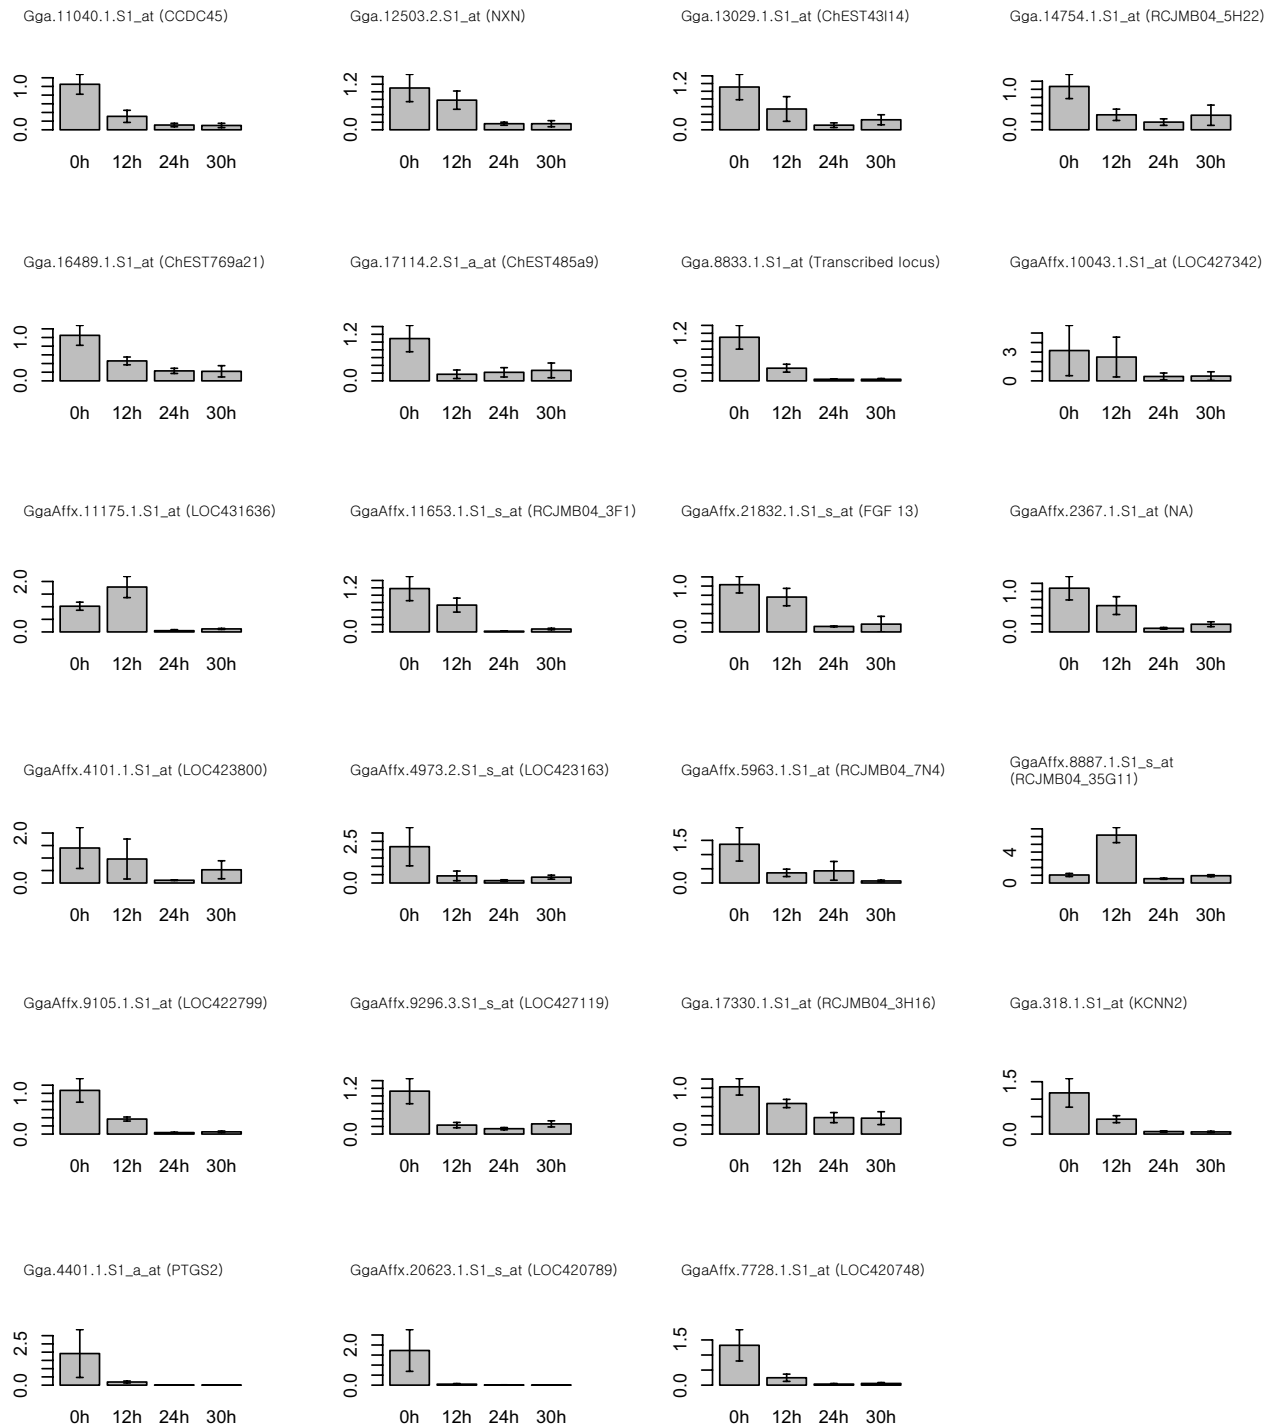 Gga.11040.1.S1_at (CCDC45)
Gga.12503.2.S1_at (NXN)
Gga.13029.1.S1_at (ChEST43l14)
Gga.14754.1.S1_at (RCJMB04_5H22)
0.0 1.0
0h 12h 24h 30h
0.0 1.2
0h 12h 24h 30h
0.0 1.2
0h 12h 24h 30h
0.0 1.0
0h 12h 24h 30h
Gga.16489.1.S1_at (ChEST769a21)
Gga.17114.2.S1_a_at (ChEST485a9)
Gga.8833.1.S1_at (Transcribed locus)
GgaAffx.10043.1.S1_at (LOC427342)
0.0 1.0
0h 12h 24h 30h
0.0 1.2
0h 12h 24h 30h
0.0 1.2
0h 12h 24h 30h
0 3
0h 12h 24h 30h
GgaAffx.11175.1.S1_at (LOC431636)
GgaAffx.11653.1.S1_s_at (RCJMB04_3F1)
GgaAffx.21832.1.S1_s_at (FGF 13)
GgaAffx.2367.1.S1_at (NA)
0.0 2.0
0h 12h 24h 30h
0.0 1.2
0h 12h 24h 30h
0.0 1.0
0h 12h 24h 30h
0.0 1.0
0h 12h 24h 30h
GgaAffx.4101.1.S1_at (LOC423800)
GgaAffx.4973.2.S1_s_at (LOC423163)
GgaAffx.5963.1.S1_at (RCJMB04_7N4)
GgaAffx.8887.1.S1_s_at
(RCJMB04_35G11)
0.0 2.0
0h 12h 24h 30h
0.0 2.5
0h 12h 24h 30h
0.0 1.5
0h 12h 24h 30h
0 4
0h 12h 24h 30h
GgaAffx.9105.1.S1_at (LOC422799)
GgaAffx.9296.3.S1_s_at (LOC427119)
Gga.17330.1.S1_at (RCJMB04_3H16)
Gga.318.1.S1_at (KCNN2)
0.0 1.0
0h 12h 24h 30h
0.0 1.2
0h 12h 24h 30h
0.0 1.0
0h 12h 24h 30h
0.0 1.5
0h 12h 24h 30h
Gga.4401.1.S1_a_at (PTGS2)
GgaAffx.20623.1.S1_s_at (LOC420789)
GgaAffx.7728.1.S1_at (LOC420748)
0.0 2.5
0h 12h 24h 30h
0.0 2.0
0h 12h 24h 30h
0.0 1.5
0h 12h 24h 30h